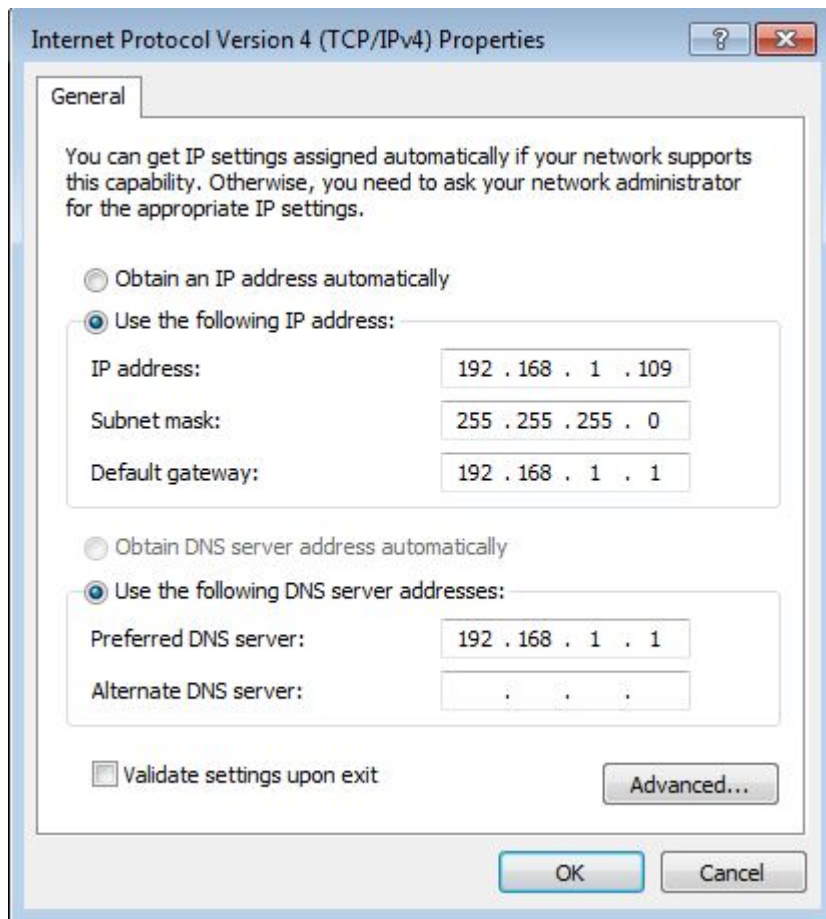 Internet Protocol Version 4 (TCP/IPv4) Properties
General
You can get IP settings assigned automatically if your network supports
this capability. Otherwise, you need to ask your network administrator
for the appropriate IP settings.
Obtain an IP address automatically
Use the following IP address:
IP address: 192 . 168 . 1 . 109
Subnet mask: 255 . 255 . 255 . 0
Default gateway: 192 . 168 . 1 . 1
Obtain DNS server address automatically
Use the following DNS server addresses:
Preferred DNS server: 192 . 168 . 1 . 1
Alternate DNS server: . . .
Validate settings upon exit
Advanced...
OK Cancel